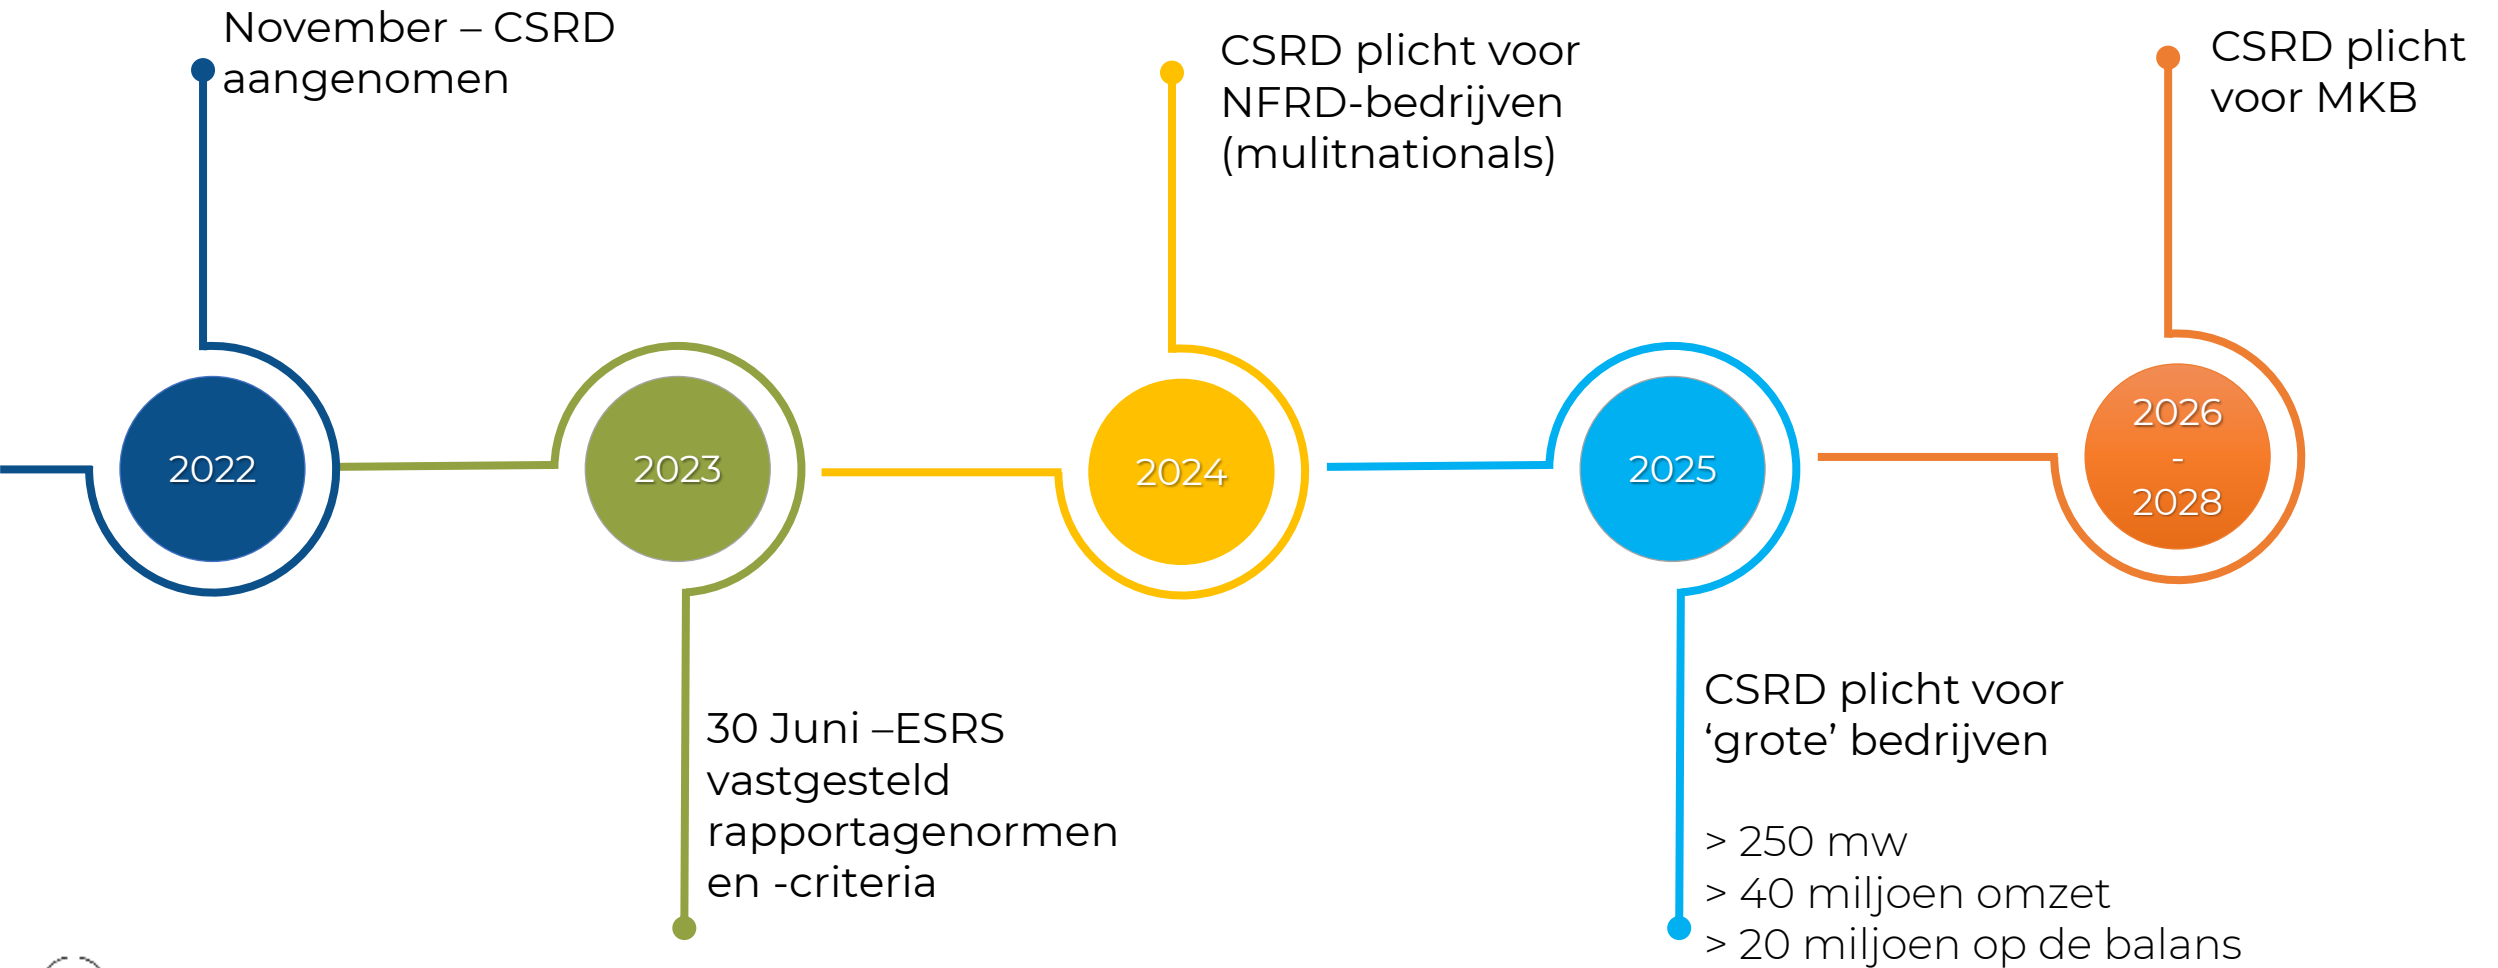 November – CSRD
aangenomen
2022
2023
30 Juni –ESRS
vastgesteld
rapportagenormen
en -criteria
CSRD plicht voor
NFRD-bedrijven
(mulitnationals)
2024
2025
CSRD plicht voor
‘grote’ bedrijven
> 250 mw
> 40 miljoen omzet
> 20 miljoen op de balans
CSRD plicht
voor MKB
2026
-
2028